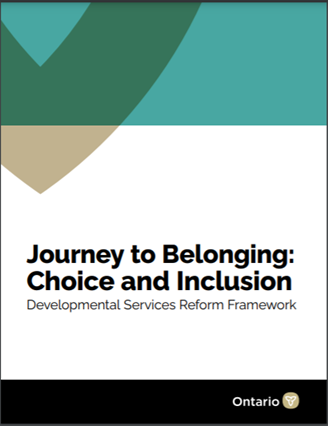 Journey to Belonging:
Choice and Inclusion
Developmental Services Reform Framework
Ontario